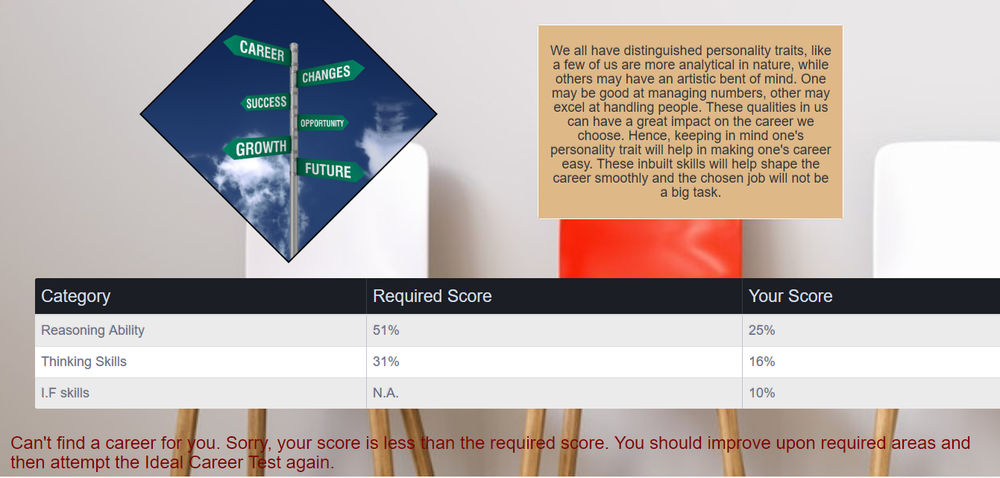 CAREER
CHANGES
SUCCESS
OPPORTUNITY
GROWTH
FUTURE
We all have distinguished personality traits, like
a few of us are more analytical in nature, while
others may have an artistic bent of mind. One
may be good at managing numbers, other may
excel at handling people. These qualities in us
can have a great impact on the career we
choose. Hence, keeping in mind one's
personality trait will help in making one's career
easy. These inbuilt skills will help shape the
career smoothly and the chosen job will not be
a big task.
Category Required Score Your Score
Reasoning Ability 51% 25%
Thinking Skills 31% 16%
I.F skills N.A. 10%
Can't find a career for you. Sorry, your score is less than the required score. You should improve upon required areas and
then attempt the Ideal Career Test again.